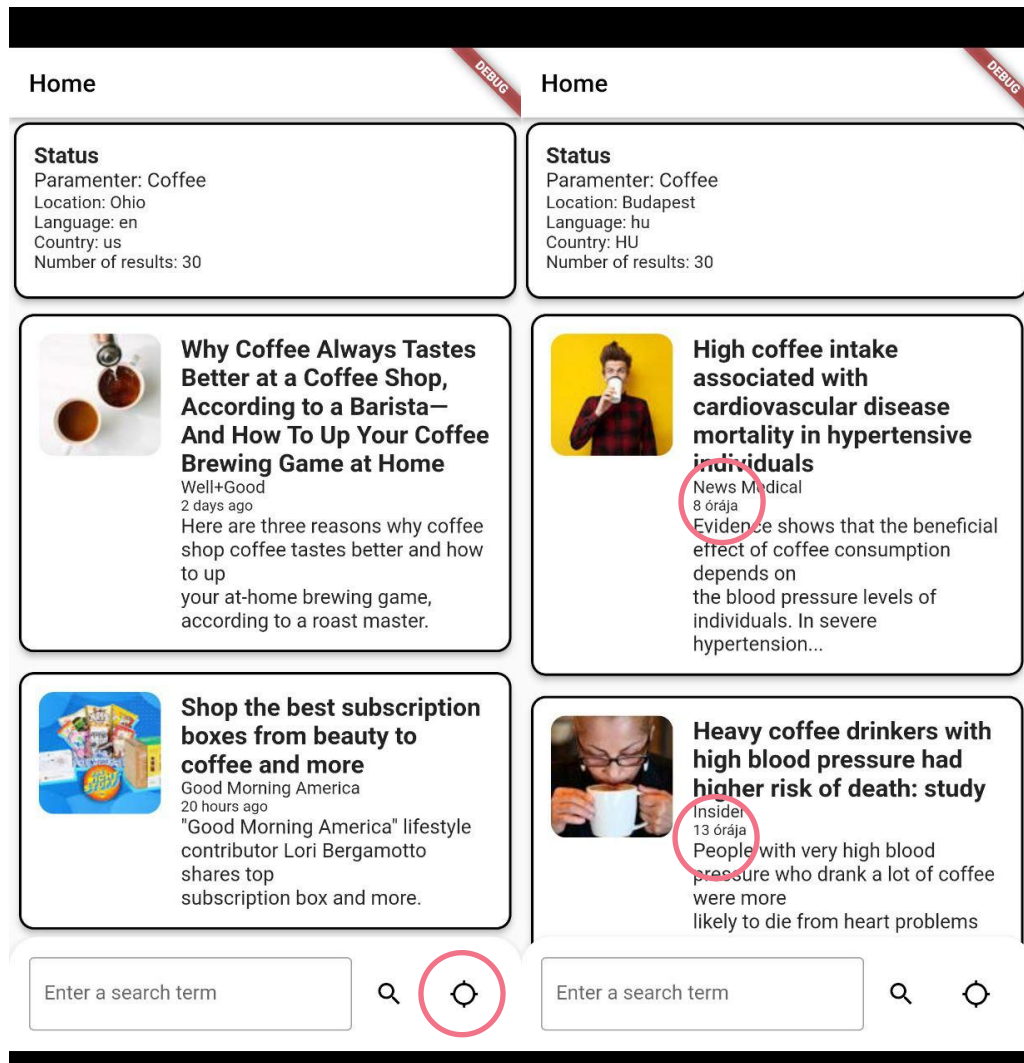 Home
DEBUG
Status
Paramenter: Coffee
Location: Ohio
Language: en
Country: us
Number of results: 30
Why Coffee Always Tastes
Better at a Coffee Shop,
According to a Barista—
And How To Up Your Coffee
Brewing Game at Home
Well+Good
2 days ago
Here are three reasons why coffee
shop coffee tastes better and how
to up
your at-home brewing game,
according to a roast master.
Shop the best subscription
boxes from beauty to
coffee and more
Good Morning America
20 hours ago
"Good Morning America" lifestyle
contributor Lori Bergamotto
shares top
subscription box and more.
Enter a search term
Home
DEBUG
Status
Paramenter: Coffee
Location: Budapest
Language: hu
Country: HU
Number of results: 30
High coffee intake
associated with
cardiovascular disease
mortality in hypertensive
individuals
News Medical
8 órája
Evidence shows that the beneficial
effect of coffee consumption
depends on
the blood pressure levels of
individuals. In severe
hypertension...
Heavy coffee drinkers with
high blood pressure had
higher risk of death: study
Insider
13 órája
People with very high blood
pressure who drank a lot of coffee
were more
likely to die from heart problems
Enter a search term